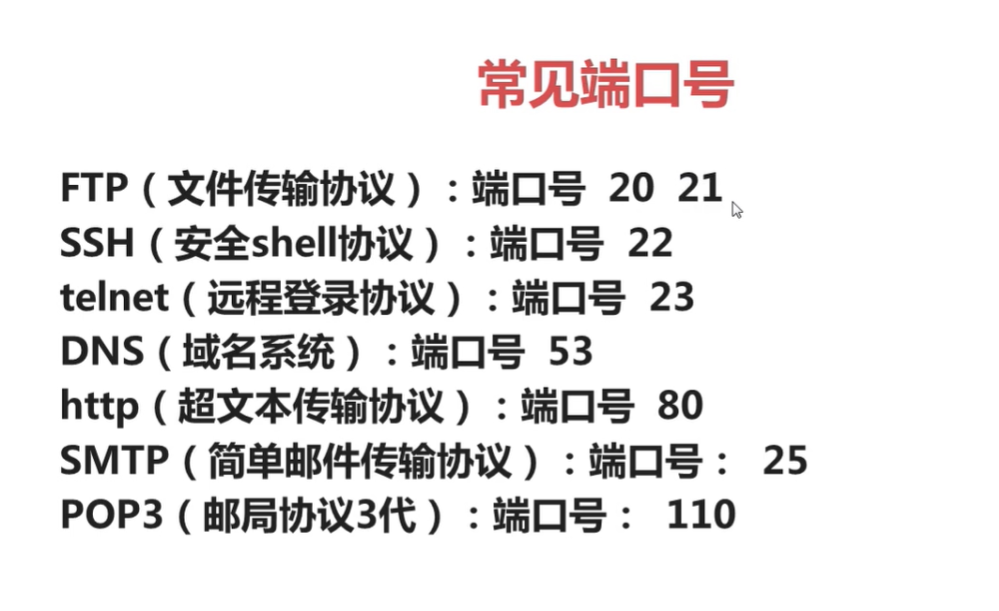 常见端口号
FTP（文件传输协议）：端口号 20 21
SSH（安全shell协议）：端口号 22
telnet（远程登录协议）：端口号 23
DNS（域名系统）：端口号 53
http（超文本传输协议）：端口号 80
SMTP（简单邮件传输协议）：端口号： 25
POP3（邮局协议3代）：端口号： 110